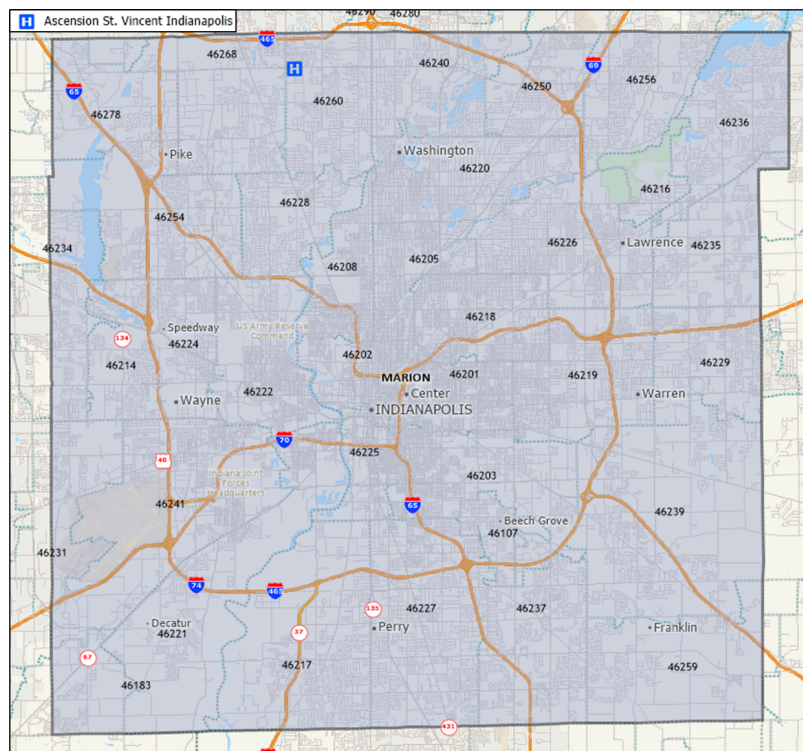 H Ascension St. Vincent Indianapolis
46290
46280
465
46268
46240
H
69
46250
46256
65
46260
46278
46236
Pike
Washington
46220
46216
46228
46254
46234
46226
Lawrence
46235
46205
46208
Speedway
US Army Reserve
Command
46218
134
46224
46202
46214
MARION
46201
46219
46229
Wayne
46222
Center
Warren
INDIANAPOLIS
70
46225
40
Indiana Joint
Forces
Headquarters
46203
46241
65
46239
Beech Grove
46107
46231
74
465
135
46227
46237
Decatur
46221
37
Perry
Franklin
67
46217
46259
46183
431